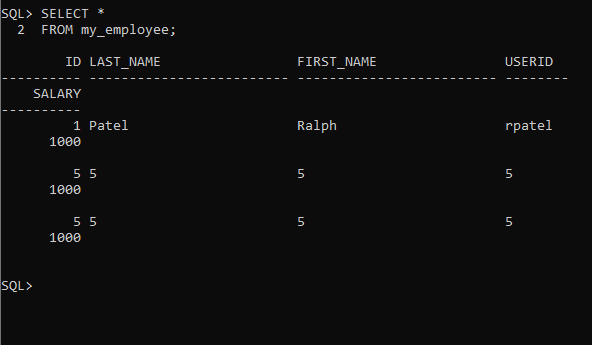 SQL> SELECT *
  2  FROM my_employee;
        ID LAST_NAME                 FIRST_NAME                USERID
---------- ------------------------- ------------------------- --------
    SALARY
----------
         1 Patel                     Ralph                     rpatel
      1000
         5 5                         5                         5
      1000
         5 5                         5                         5
      1000
SQL>